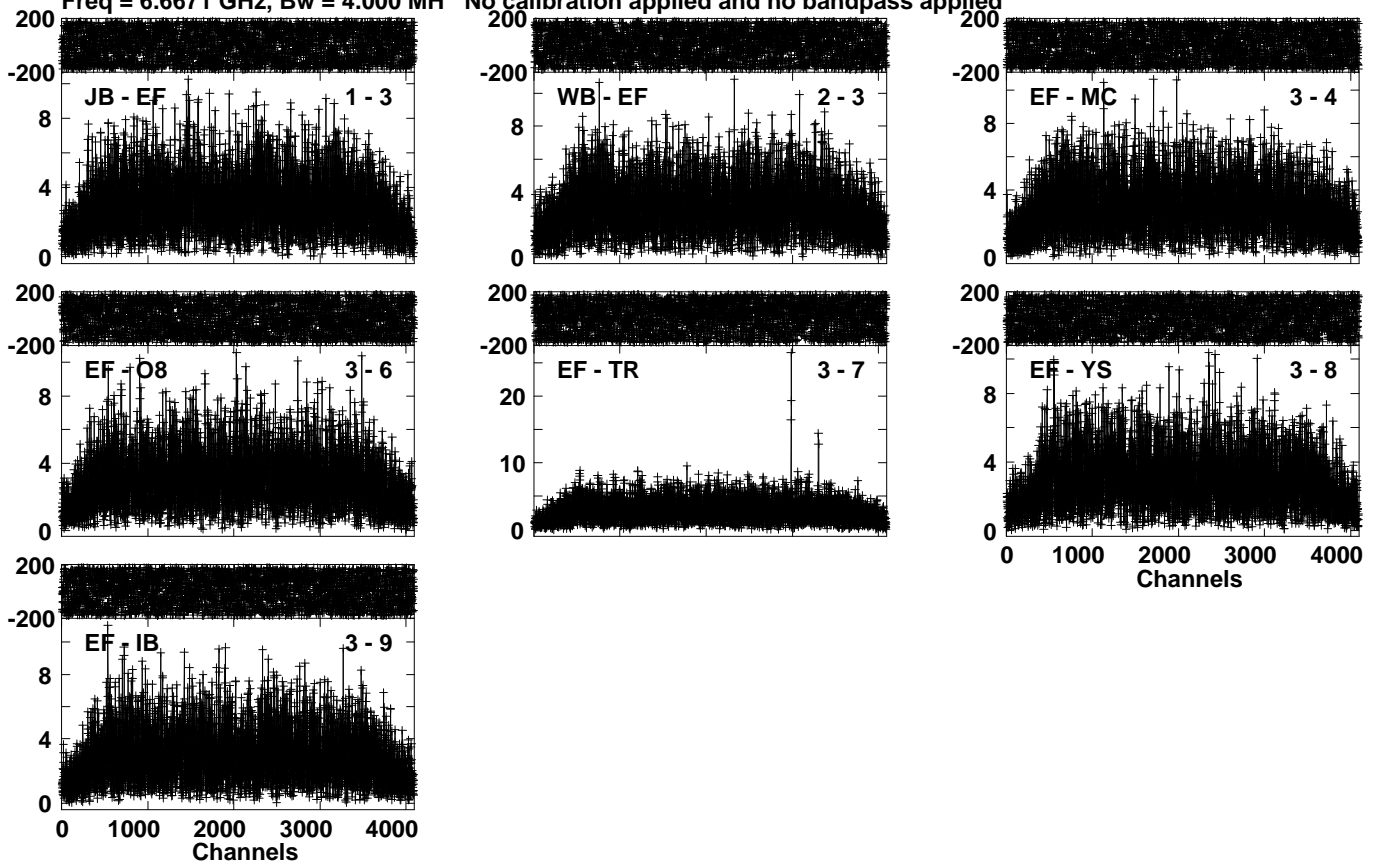 Freq = 6.6671 GHz, Bw = 4.000 MH No calibration applied and no bandpass applied
200
-200
JB - EF 1 - 3
8
4
0
200
-200
WB - EF 2 - 3
8
4
0
200
-200
EF - MC 3 - 4
8
4
0
200
-200
EF - O8 3 - 6
8
4
0
200
-200
EF - TR 3 - 7
20
10
0
200
-200
EF - YS 3 - 8
8
4
0
0 1000 2000 3000 4000
Channels
200
-200
EF - IB 3 - 9
8
4
0
0 1000 2000 3000 4000
Channels